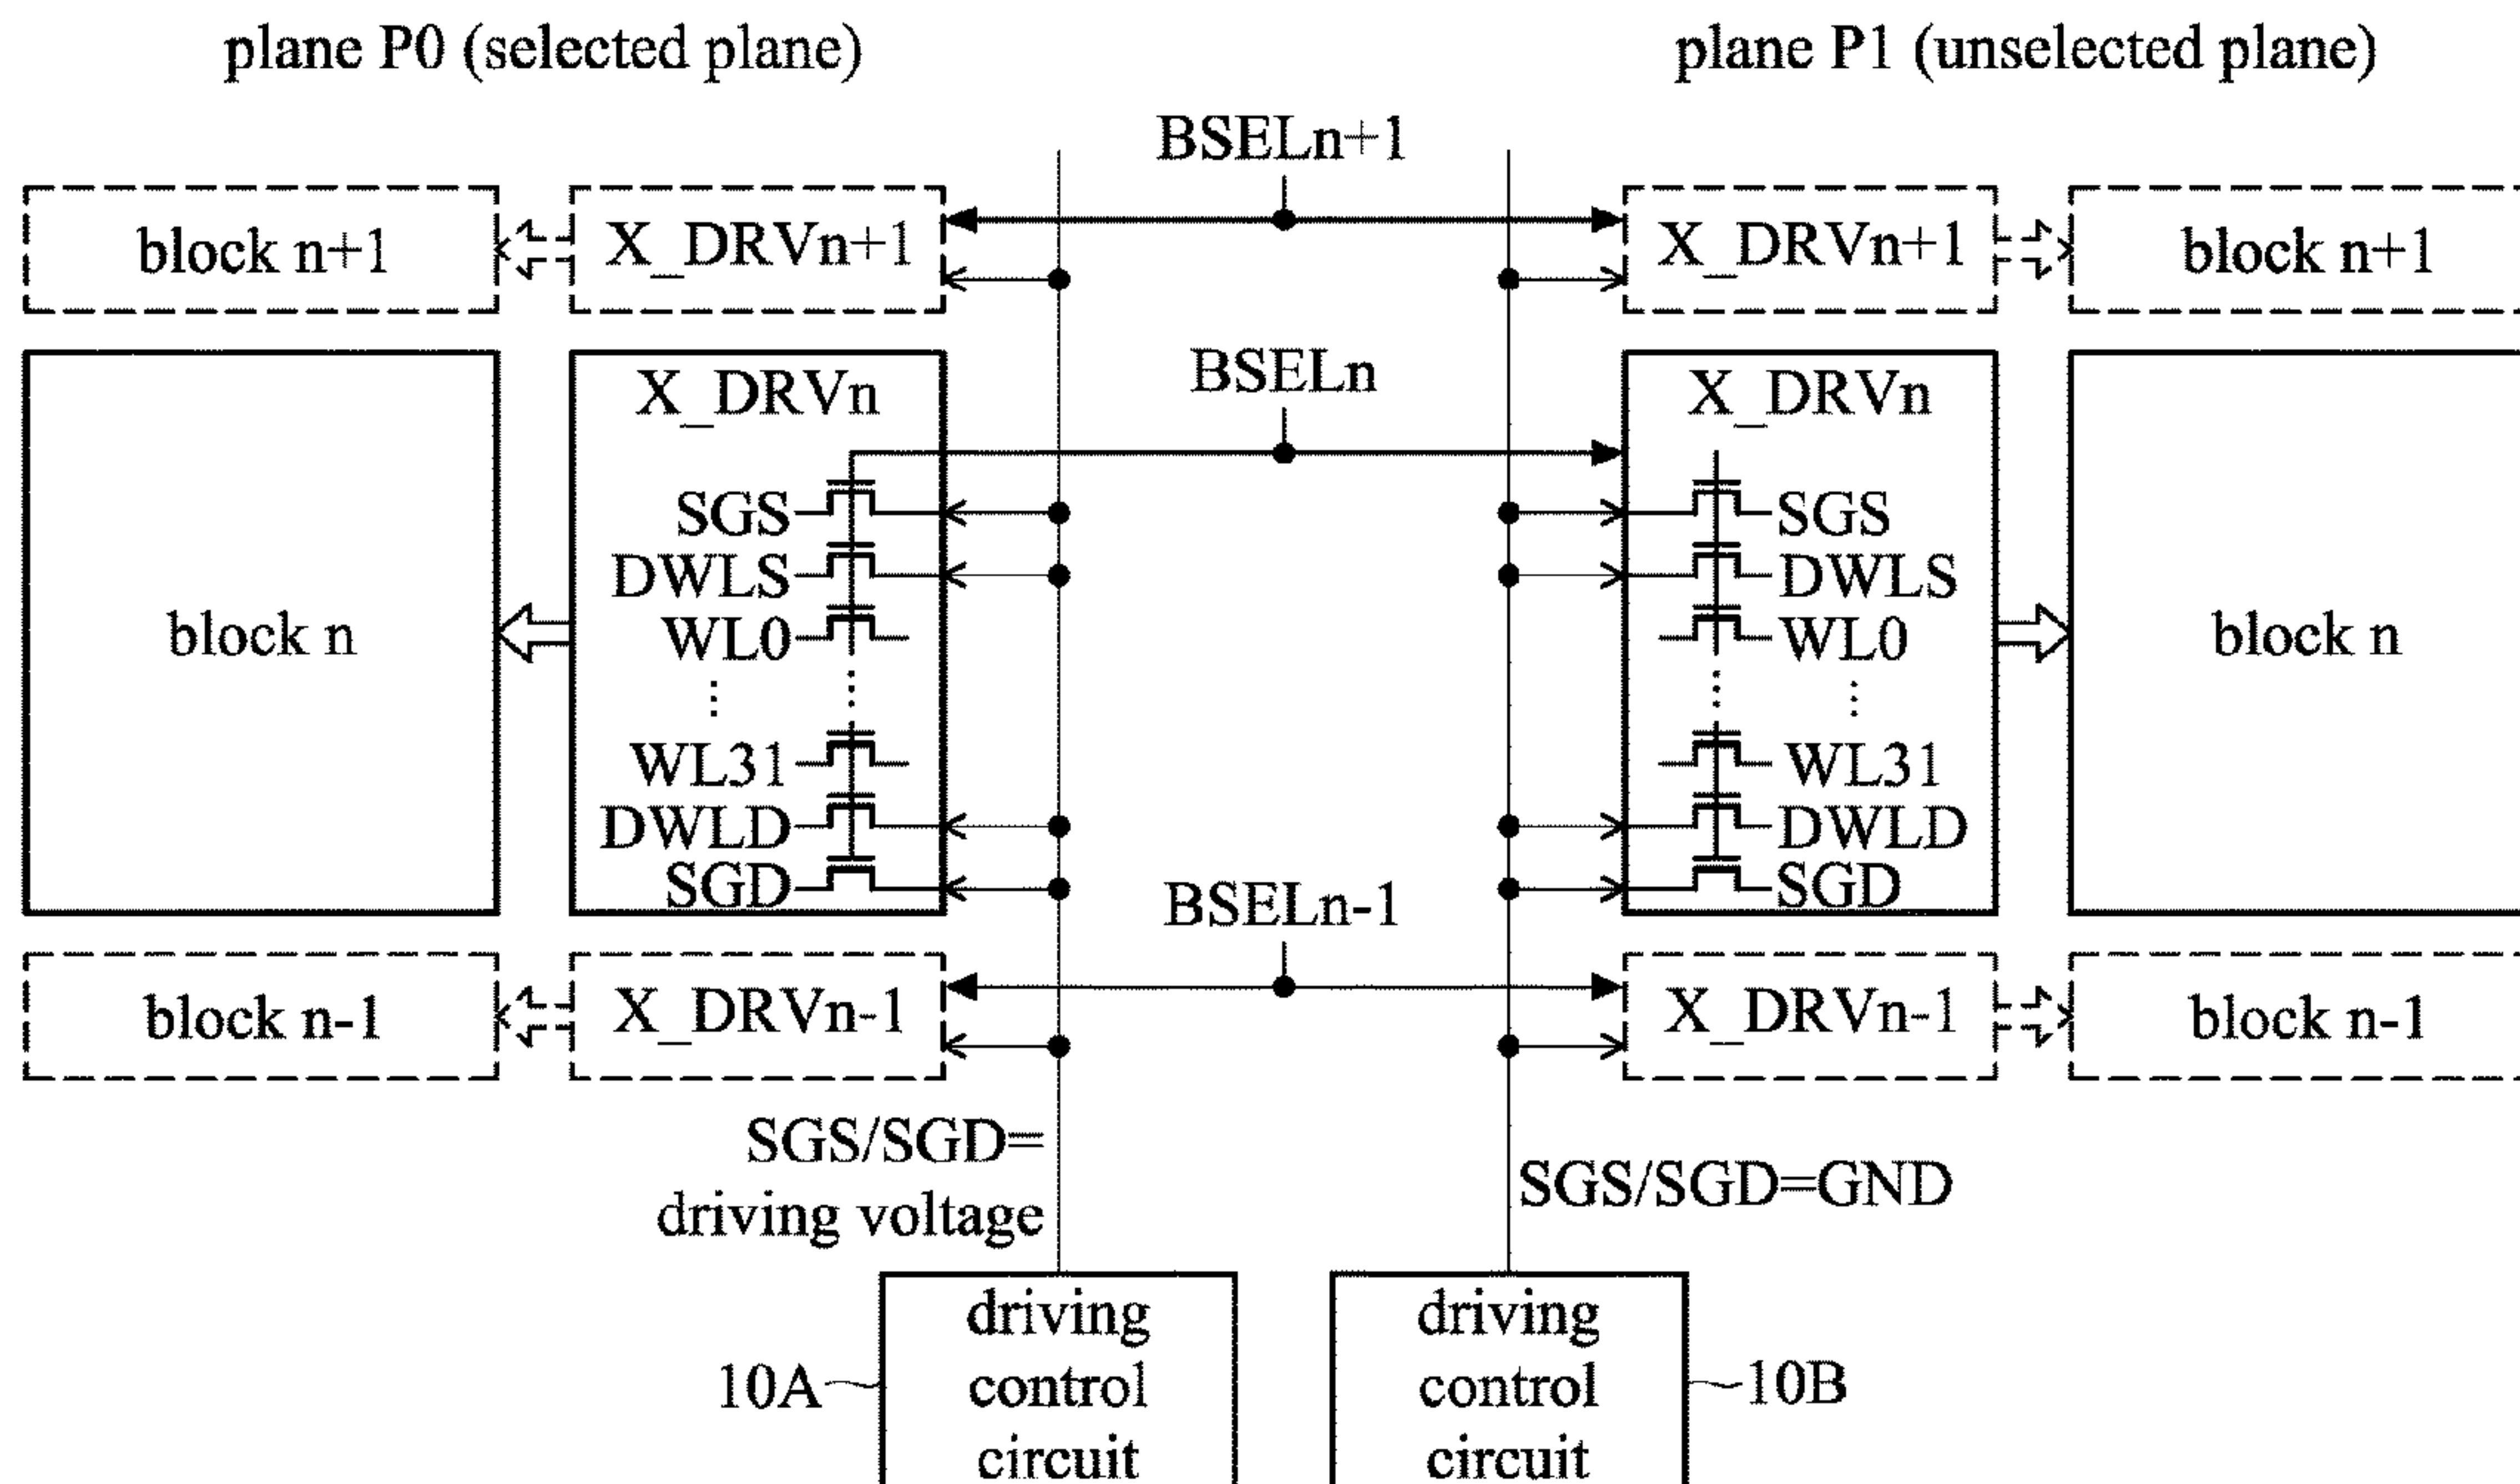 plane P0 (selected plane)
plane P1 (unselected plane)
BSELn+1
block n+1
X_DRVn+1
X_DRVn+1
block n+1
BSELn
block n
X_DRVn
SGS
DWLS
WL0
⋮
WL31
DWLD
SGD
X_DRVn
SGS
DWLS
WL0
⋮
WL31
DWLD
SGD
block n
BSELn-1
block n-1
X_DRVn-1
X_DRVn-1
block n-1
SGS/SGD=
driving voltage
SGS/SGD=GND
10A
driving
control
circuit
driving
control
circuit
10B